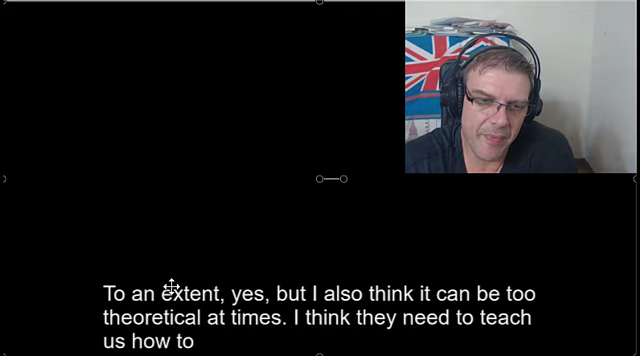 To an extent, yes, but I also think it can be too
theoretical at times. I think they need to teach
us how to